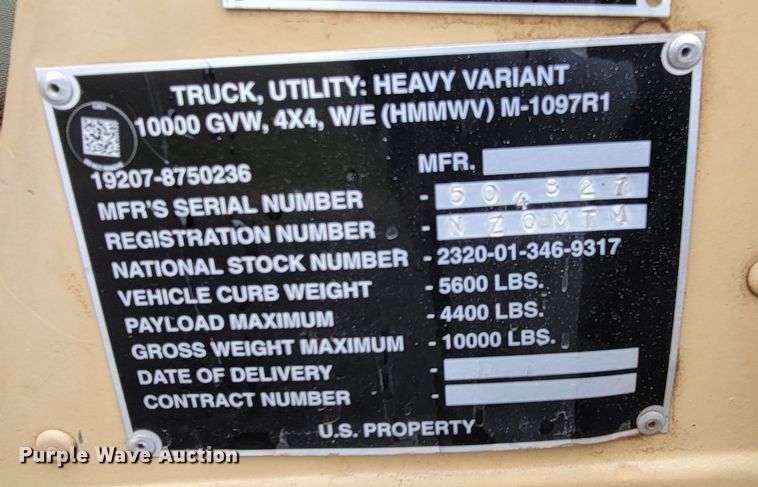 TRUCK, UTILITY: HEAVY VARIANT
10000 GVW, 4X4, W/E (HMMWV) M-1097R1
19207-8750236 MFR.
MFR'S SERIAL NUMBER - 504827
REGISTRATION NUMBER - NZ0MTM
NATIONAL STOCK NUMBER - 2320-01-346-9317
VEHICLE CURB WEIGHT - 5600 LBS.
PAYLOAD MAXIMUM - 4400 LBS.
GROSS WEIGHT MAXIMUM - 10000 LBS.
DATE OF DELIVERY -
CONTRACT NUMBER -
U.S. PROPERTY
Purple Wave Auction